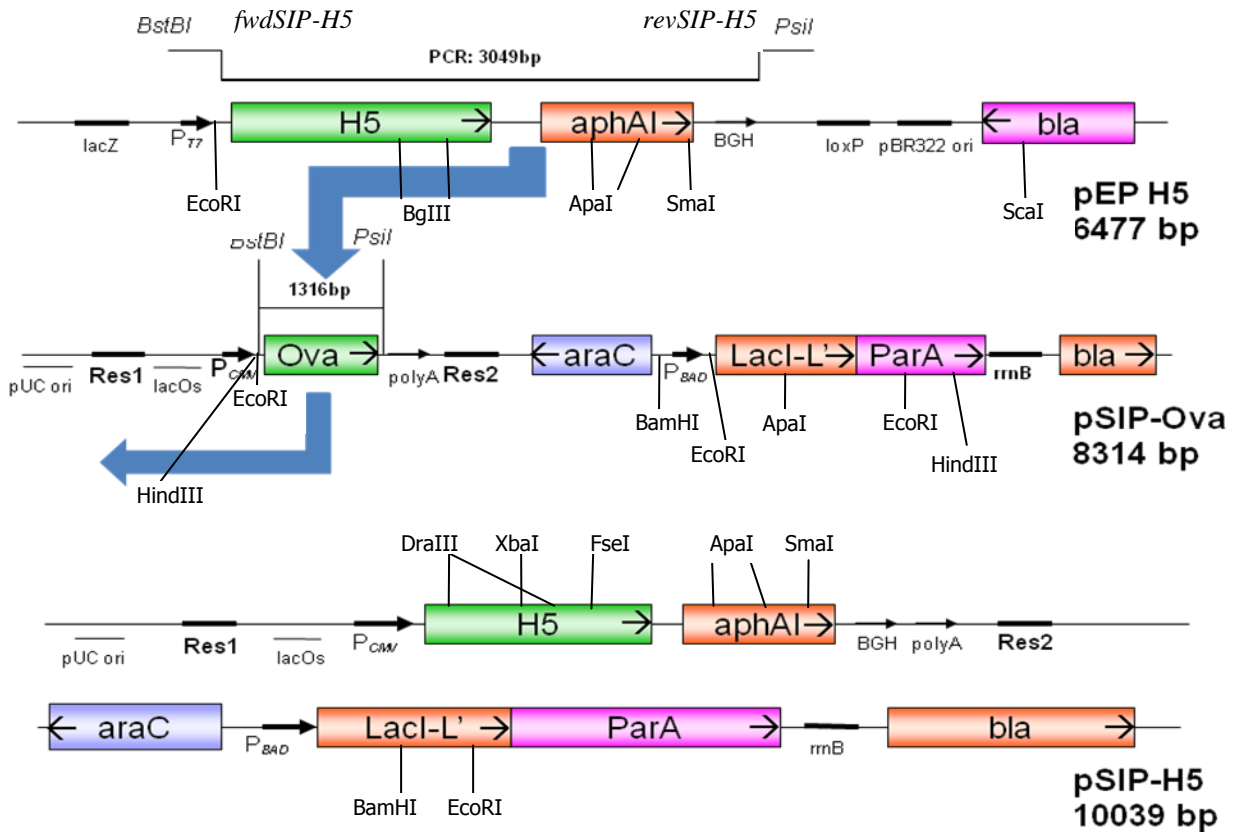 BstBI fwdSIP-H5 revSIP-H5 PsiI
PCR: 3049bp
H5 aphAI bla
lacZ P T7 BGH loxP pBR322 ori
EcoRI BglII ApaI SmaI ScaI
pEP H5
6477 bp
BstBI PsiI
1316bp
Ova araC LacI-L' ParA bla
pUC ori Res1 lacOs P CMV EcoRI polyA Res2 P BAD rrnB
BamHI EcoRI ApaI EcoRI HindIII
pSIP-Ova
8314 bp
HindIII
DraIII XbaI FseI ApaI SmaI
H5 aphAI
pUC ori Res1 lacOs P CMV BGH polyA Res2
araC LacI-L' ParA bla
P BAD rrnB
BamHI EcoRI
pSIP-H5
10039 bp